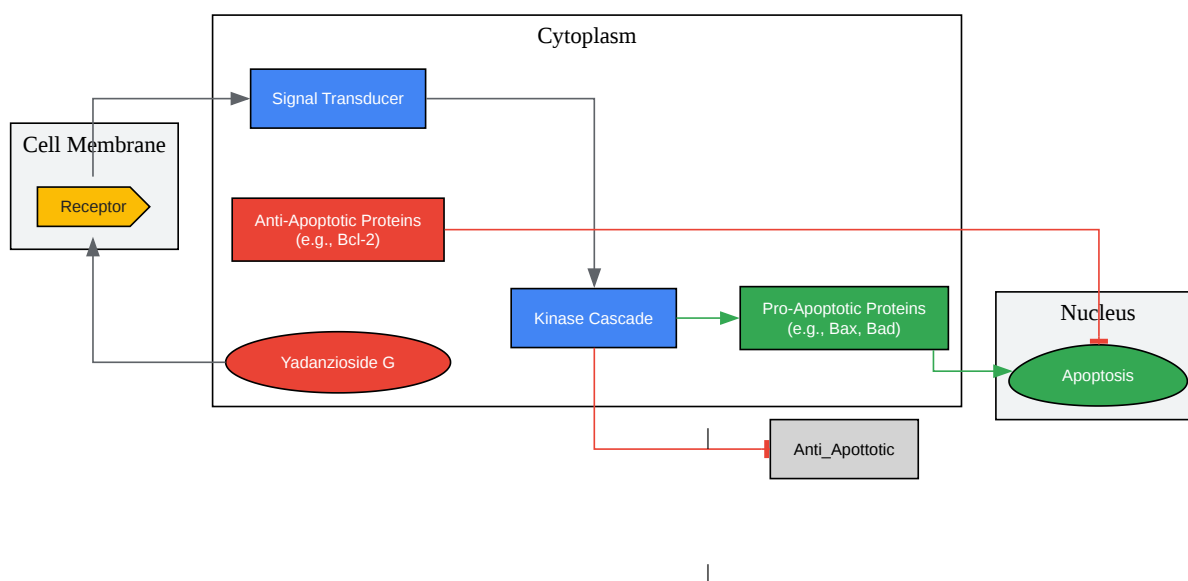 Cytoplasm
Signal Transducer
Cell Membrane
Receptor
Anti-Apoptotic Proteins
(e.g., Bcl-2)
Kinase Cascade
Pro-Apoptotic Proteins
(e.g., Bax, Bad)
Nucleus
Yadanzioside G
Apoptosis
Anti_Apottotic